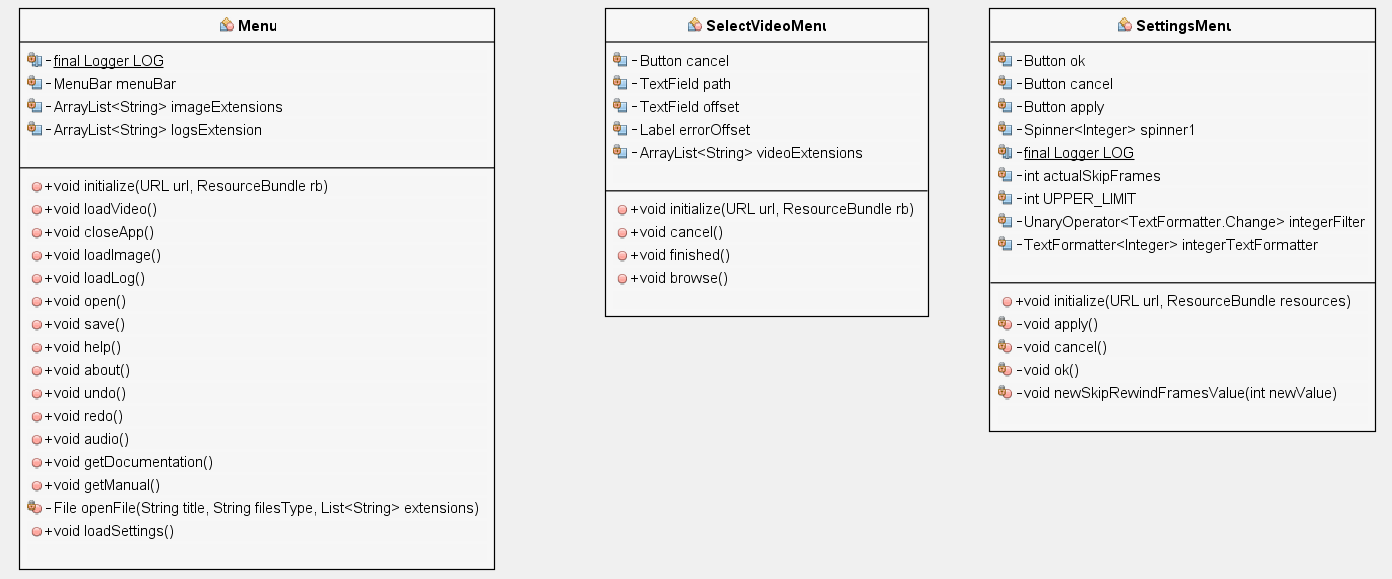 Menu
-final Logger LOG
-MenuBar menuBar
-ArrayList<String> imageExtensions
-ArrayList<String> logsExtension
+void initialize(URL url, ResourceBundle rb)
+void loadVideo()
+void closeApp()
+void loadImage()
+void loadLog()
+void open()
+void save()
+void help()
+void about()
+void undo()
+void redo()
+void audio()
+void getDocumentation()
+void getManual()
-File openFile(String title, String filesType, List<String> extensions)
+void loadSettings()
SelectVideoMenu
-Button cancel
-TextField path
-TextField offset
-Label errorOffset
-ArrayList<String> videoExtensions
+void initialize(URL url, ResourceBundle rb)
+void cancel()
+void finished()
+void browse()
SettingsMenu
-Button ok
-Button cancel
-Button apply
-Spinner<Integer> spinner1
-final Logger LOG
-int actualSkipFrames
-int UPPER_LIMIT
-UnaryOperator<TextFormatter.Change> integerFilter
-TextFormatter<Integer> integerTextFormatter
+void initialize(URL url, ResourceBundle resources)
-void apply()
-void cancel()
-void ok()
-void newSkipRewindFramesValue(int newValue)